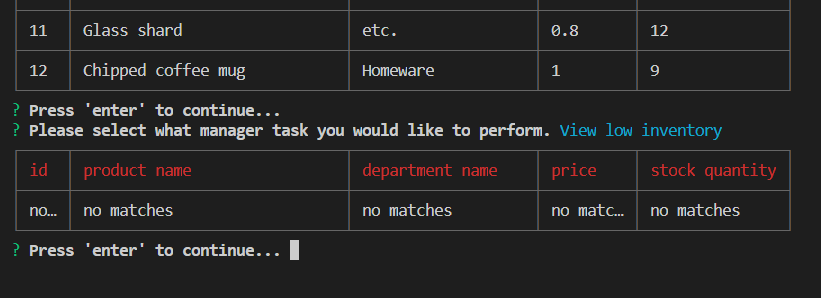 11 Glass shard etc. 0.8 12
12 Chipped coffee mug Homeware 1 9
? Press 'enter' to continue...
? Please select what manager task you would like to perform. View low inventory
id product name department name price stock quantity
no… no matches no matches no matc… no matches
? Press 'enter' to continue...